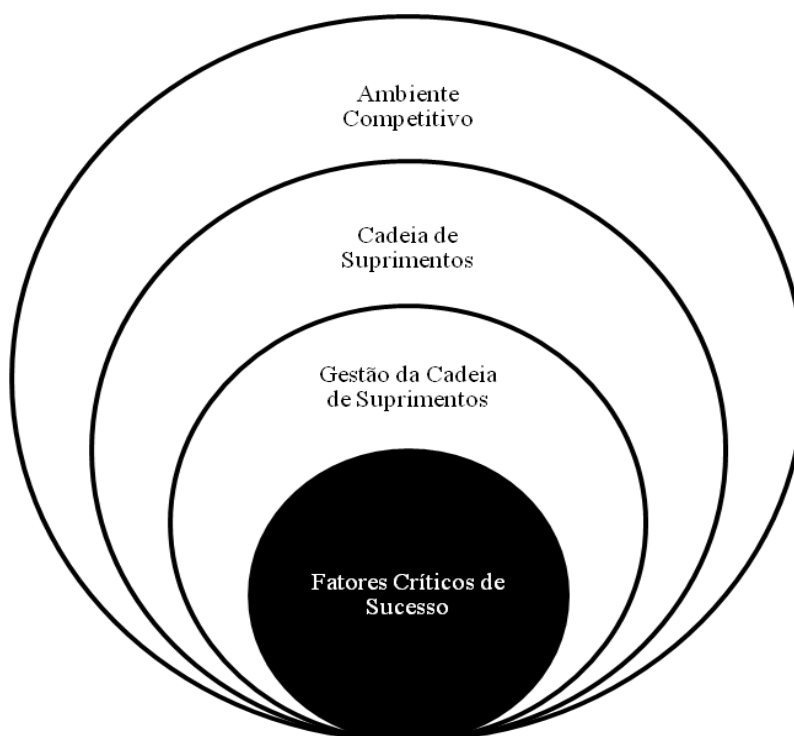 Ambiente
Competitivo
Cadeia de
Suprimentos
Gestão da Cadeia
de Suprimentos
Fatores Críticos de
Sucesso